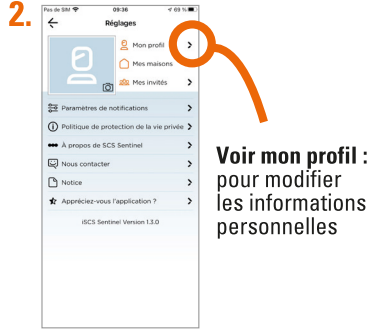 2.
Pas de SIM 09:36 69 %
Réglages
Mon profil
Mes maisons
Mes invités
Paramètres de notifications
Politique de protection de la vie privée
À propos de SCS Sentinel
Nous contacter
Notice
Appréciez-vous l'application ?
iSCS Sentinel Version 1.3.0
Voir mon profil :
pour modifier
les informations
personnelles